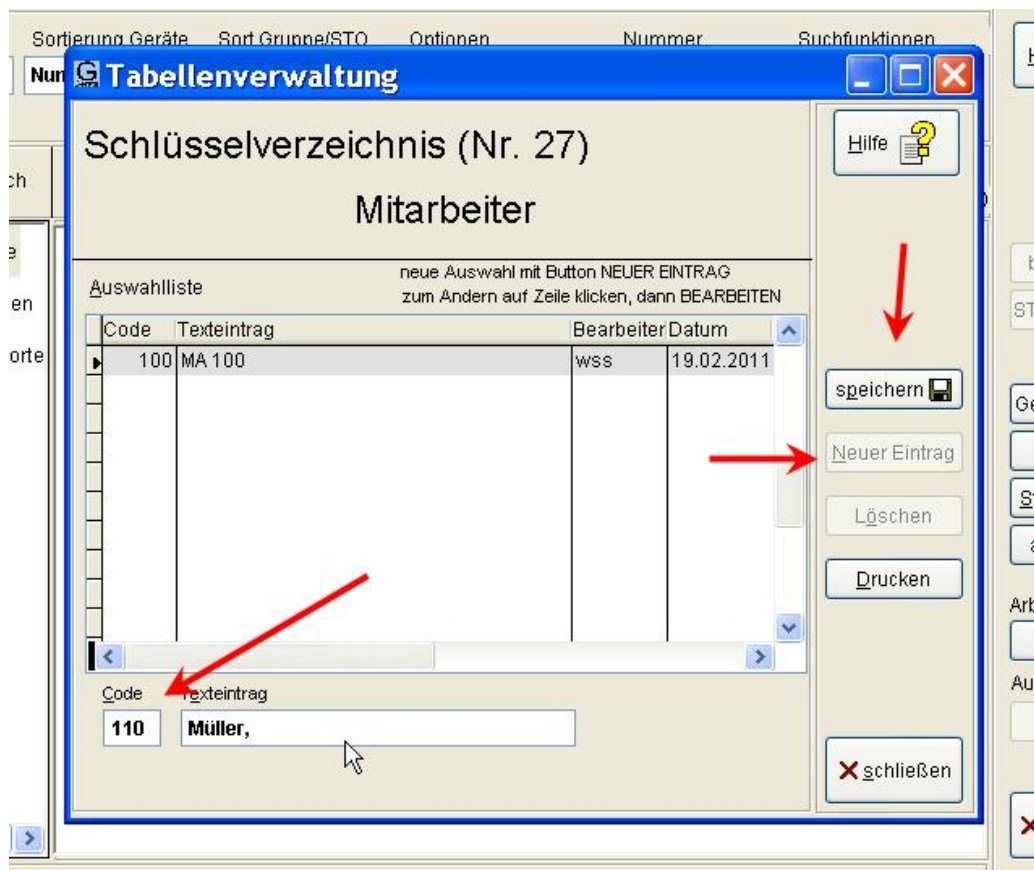 Sortierung Geräte Sort Gruppe/STO Optionen Nummer Suchfunktionen
Tabellenverwaltung
Schlüsselverzeichnis (Nr. 27)
Mitarbeiter
Hilfe
neue Auswahl mit Button NEUER EINTRAG
Auswahlliste
zum Andern auf Zeile klicken, dann BEARBEITEN
Code Texteintrag Bearbeiter Datum
100 MA 100 wss 19.02.2011
speichern
Neuer Eintrag
Löschen
Drucken
Code Texteintrag
110 Müller,
schließen